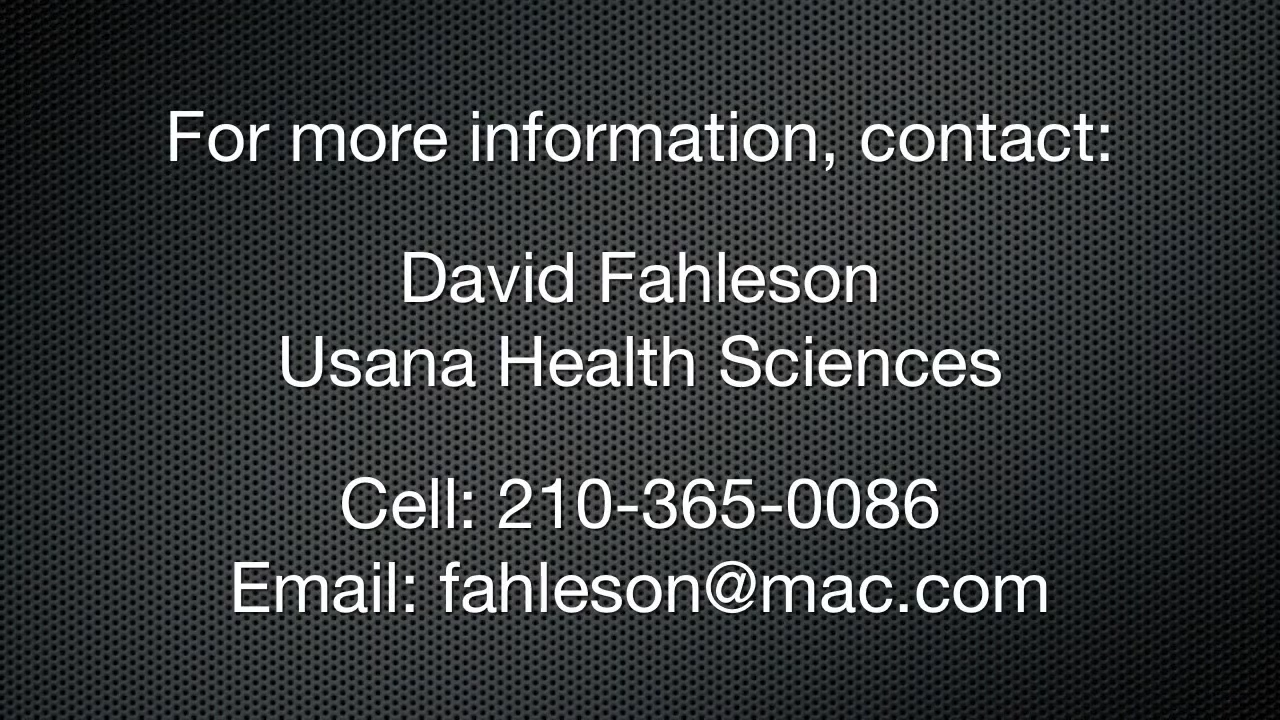 For more information, contact:
David Fahleson
Usana Health Sciences
Cell: 210-365-0086
Email: fahleson@mac.com